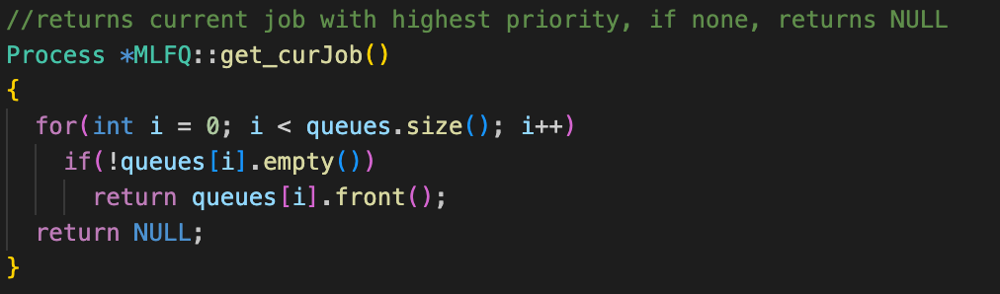 //returns current job with highest priority, if none, returns NULL
Process *MLFQ::get_curJob()
{
  for(int i = 0; i < queues.size(); i++)
    if(!queues[i].empty())
      return queues[i].front();
  return NULL;
}